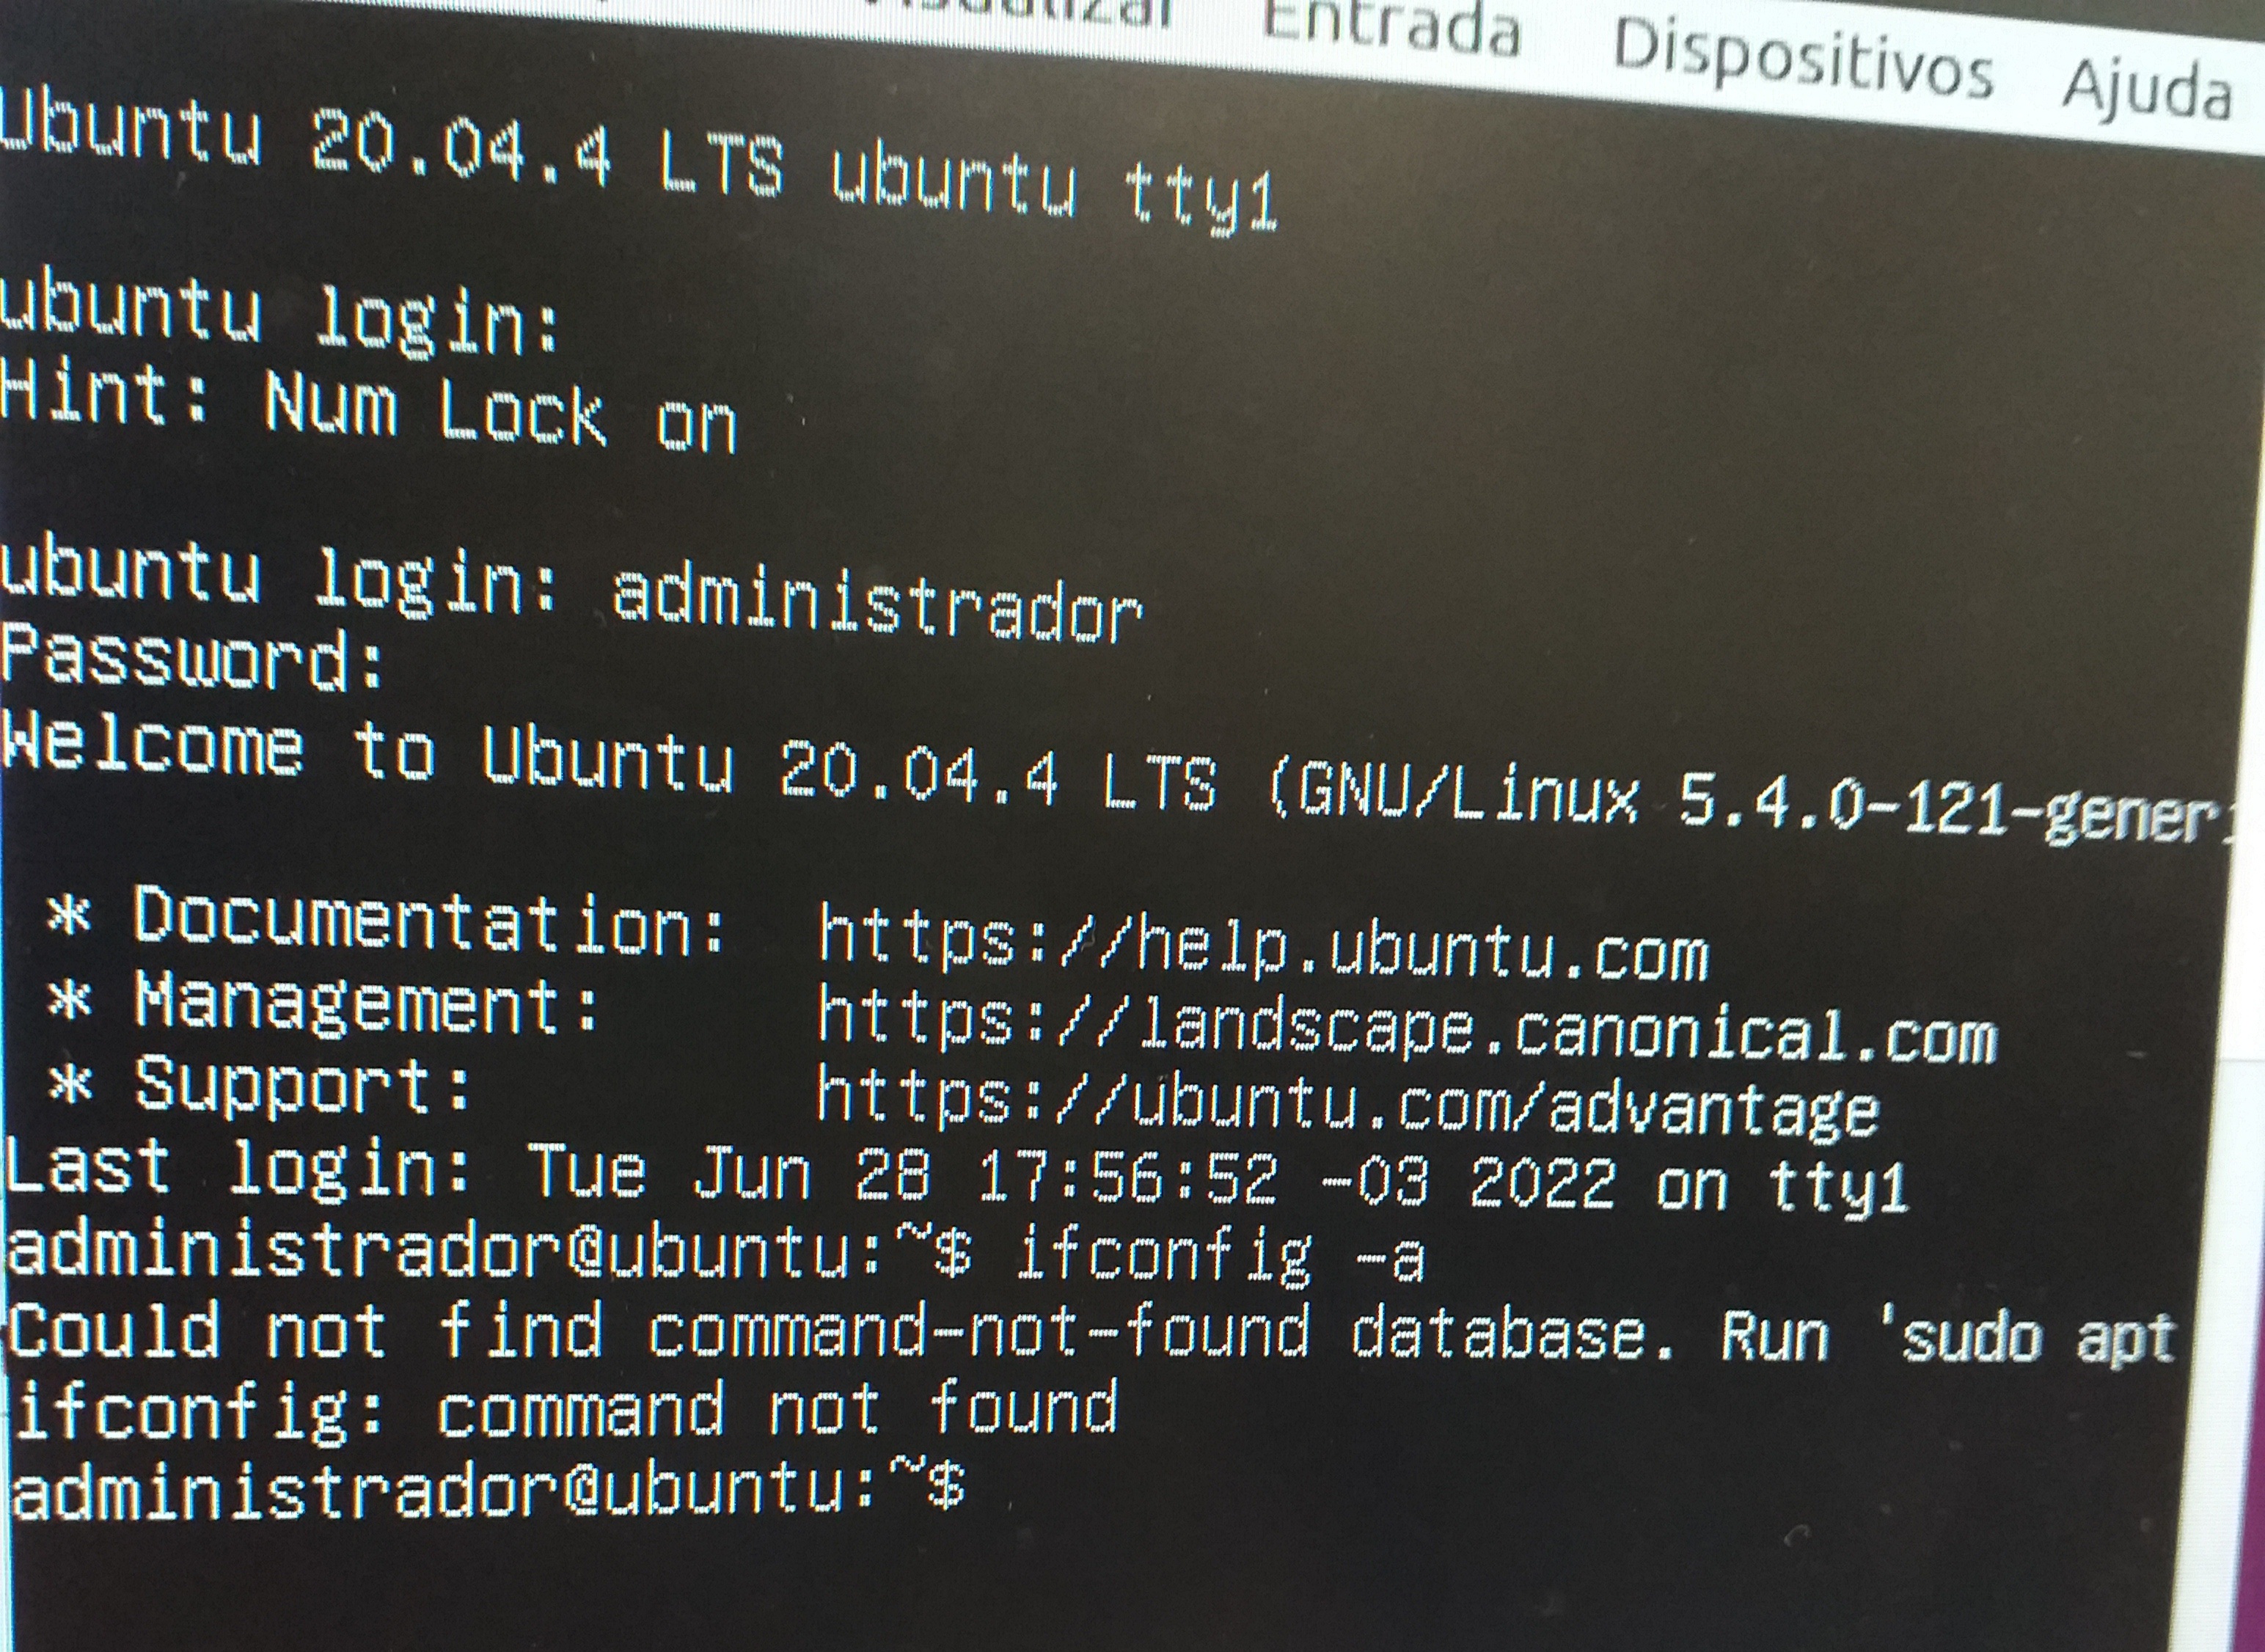 Visualizar Entrada Dispositivos Ajuda
Ubuntu 20.04.4 LTS ubuntu tty1
ubuntu login:
Hint: Num Lock on
ubuntu login: administrador
Password:
Welcome to Ubuntu 20.04.4 LTS (GNU/Linux 5.4.0-121-generi
* Documentation: https://help.ubuntu.com
* Management: https://landscape.canonical.com
* Support: https://ubuntu.com/advantage
Last login: Tue Jun 28 17:56:52 -03 2022 on tty1
administrador@ubuntu:~$ ifconfig -a
Could not find command-not-found database. Run 'sudo apt
ifconfig: command not found
administrador@ubuntu:~$